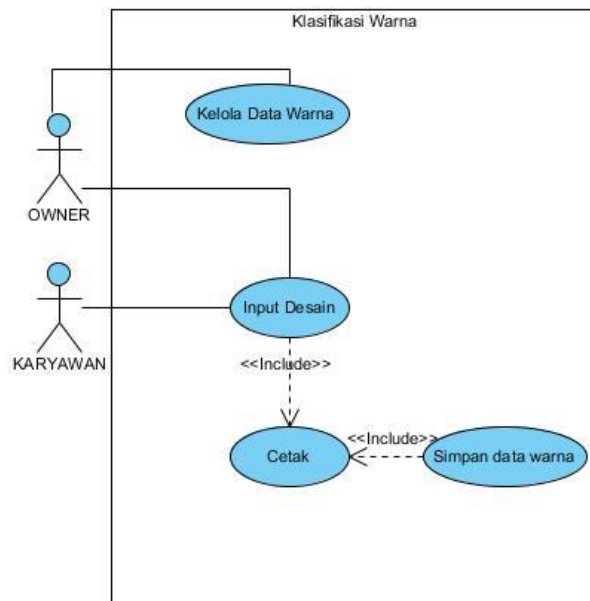 Klasifikasi Warna
Kelola Data Warna
OWNER
Input Desain
KARYAWAN
<<Include>>
<<Include>>
Cetak
Simpan data warna